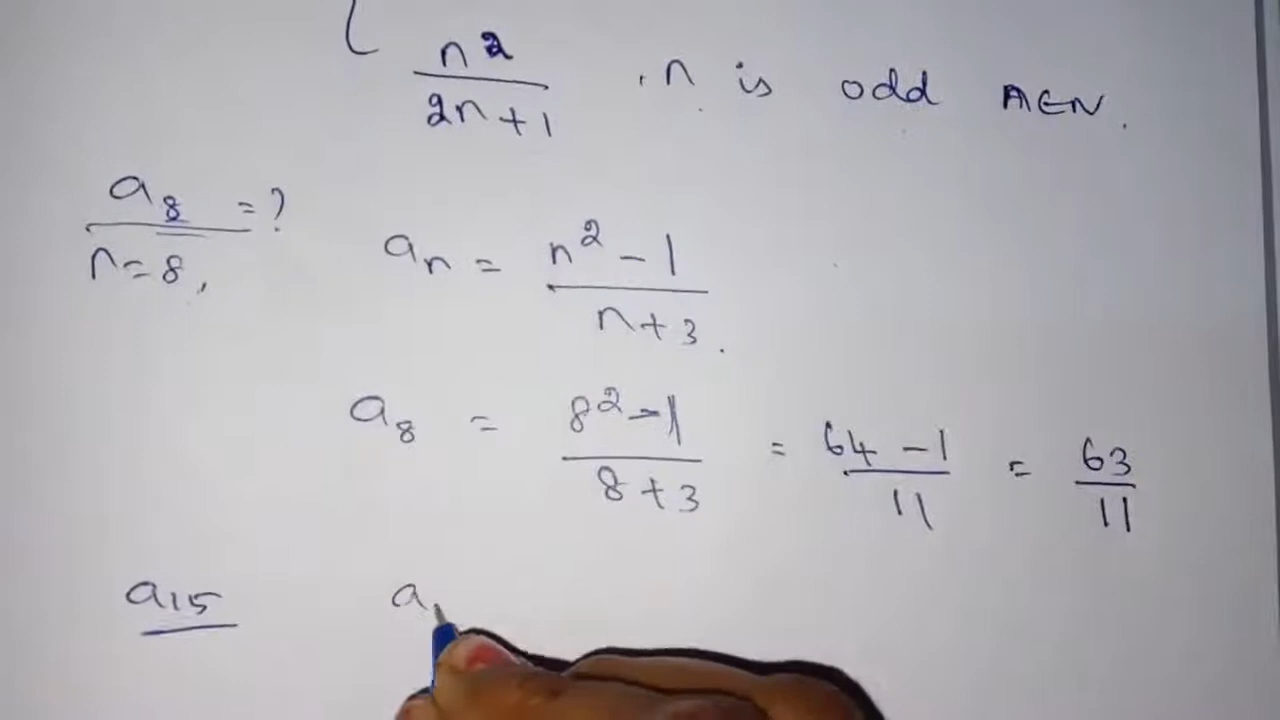 { n² / 2n+1 , n is odd n∈N.
a₈ = ?
n=8, aₙ = n² - 1 / n+3.
a₈ = 8² - 1 / 8+3 = 64 - 1 / 11 = 63 / 11
a₁₅ a